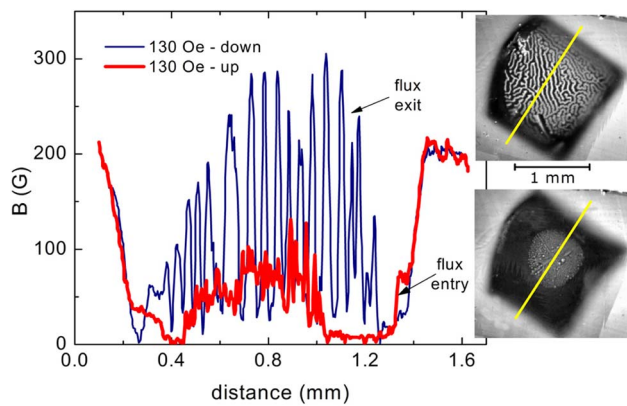 130 Oe - down
130 Oe - up
flux
exit
flux
entry
B (G)
300
200
100
0
0.0
0.4
0.8
1.2
1.6
distance (mm)
1 mm